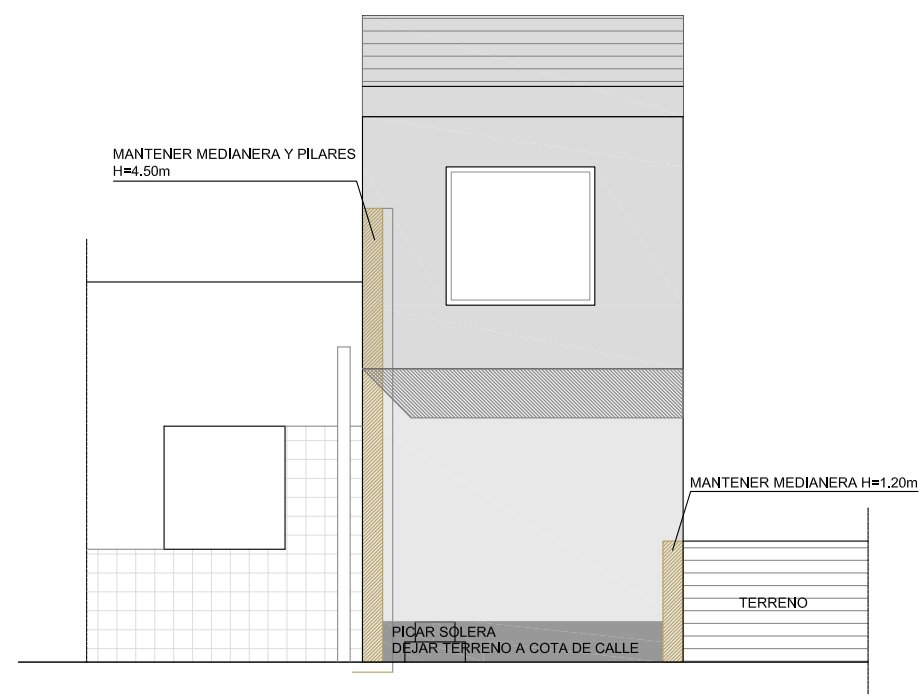 MANTENER MEDIANERA Y PILARES
H=4.50m
MANTENER MEDIANERA H=1.20m
TERRENO
PICAR SOLERA
DEJAR TERRENO A COTA DE CALLE